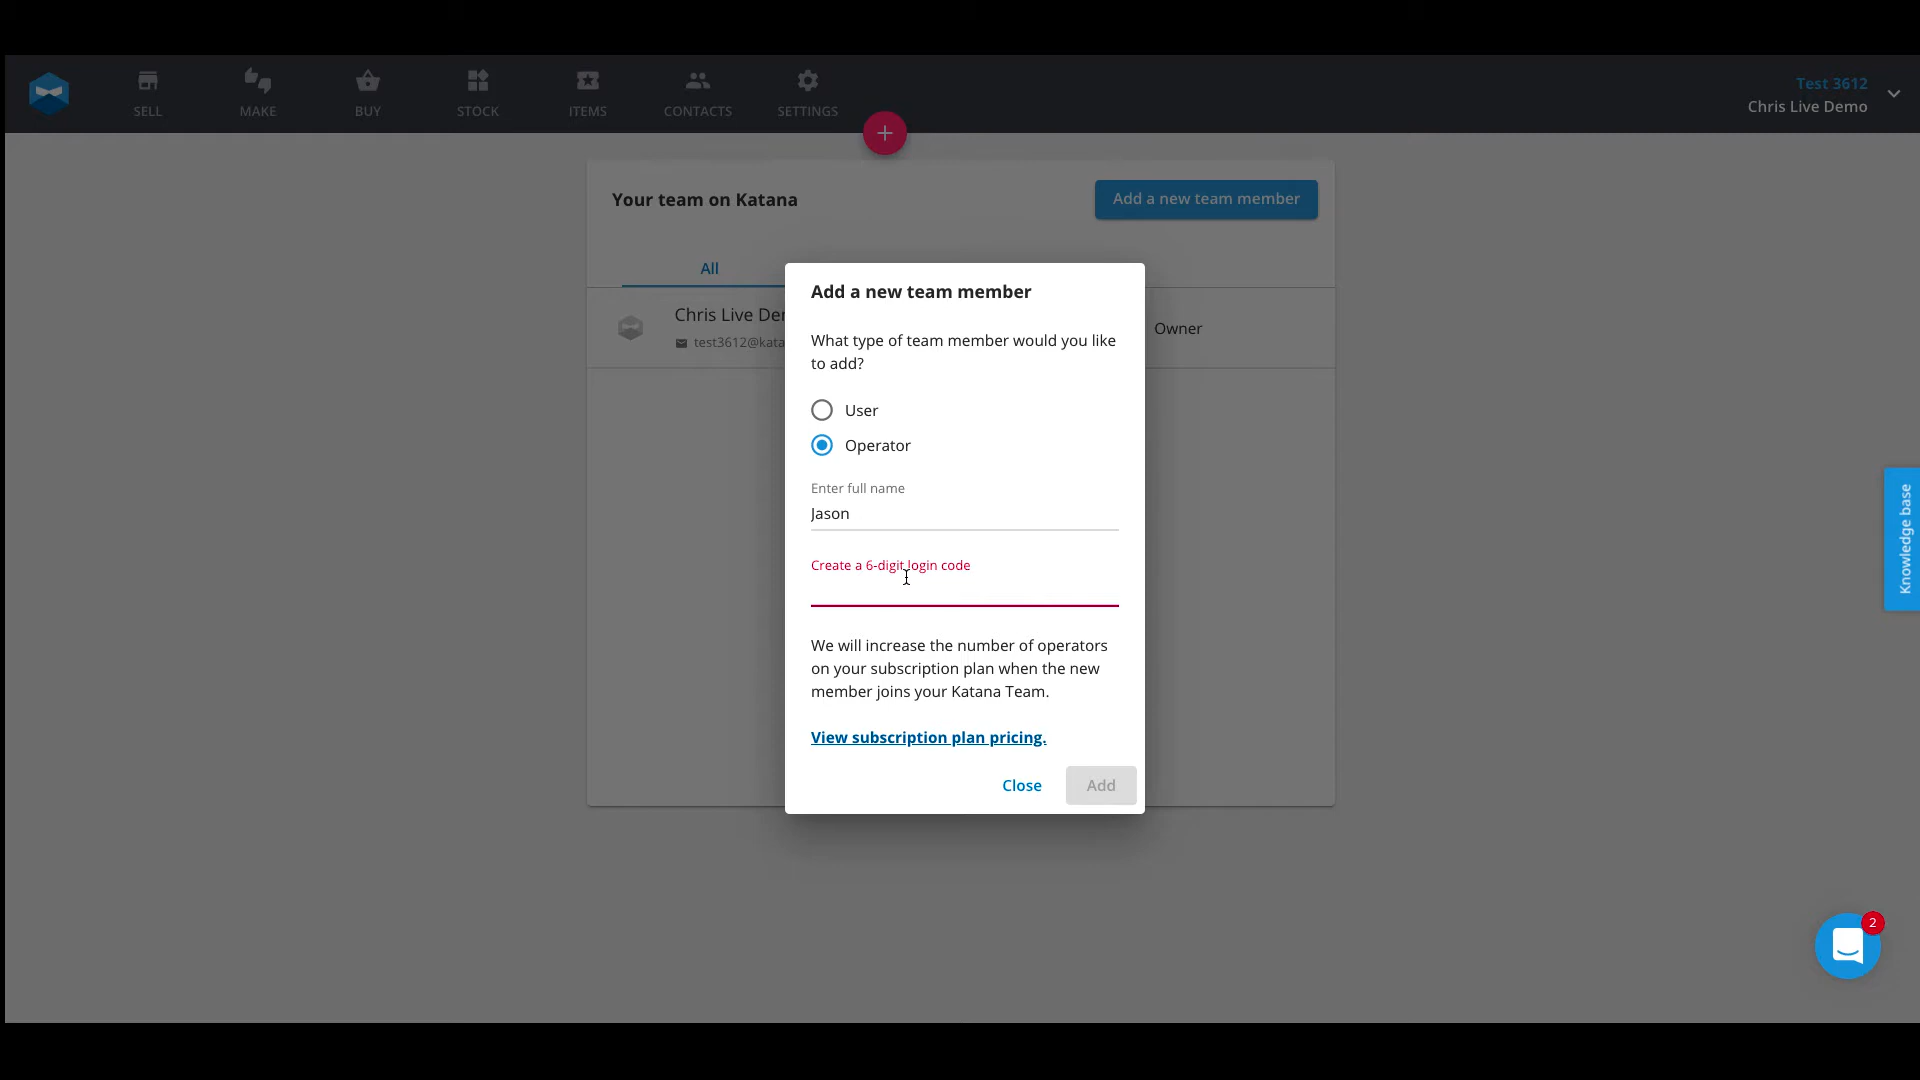 SELL
MAKE
BUY
STOCK
ITEMS
CONTACTS
SETTINGS
Test 3612
Chris Live Demo
Your team on Katana
Add a new team member
All
Chris Live De
test3612@kata
Owner
Add a new team member
What type of team member would you like
to add?
User
Operator
Enter full name
Jason
Create a 6-digit login code
We will increase the number of operators
on your subscription plan when the new
member joins your Katana Team.
View subscription plan pricing.
Close
Add
Knowledge base
2